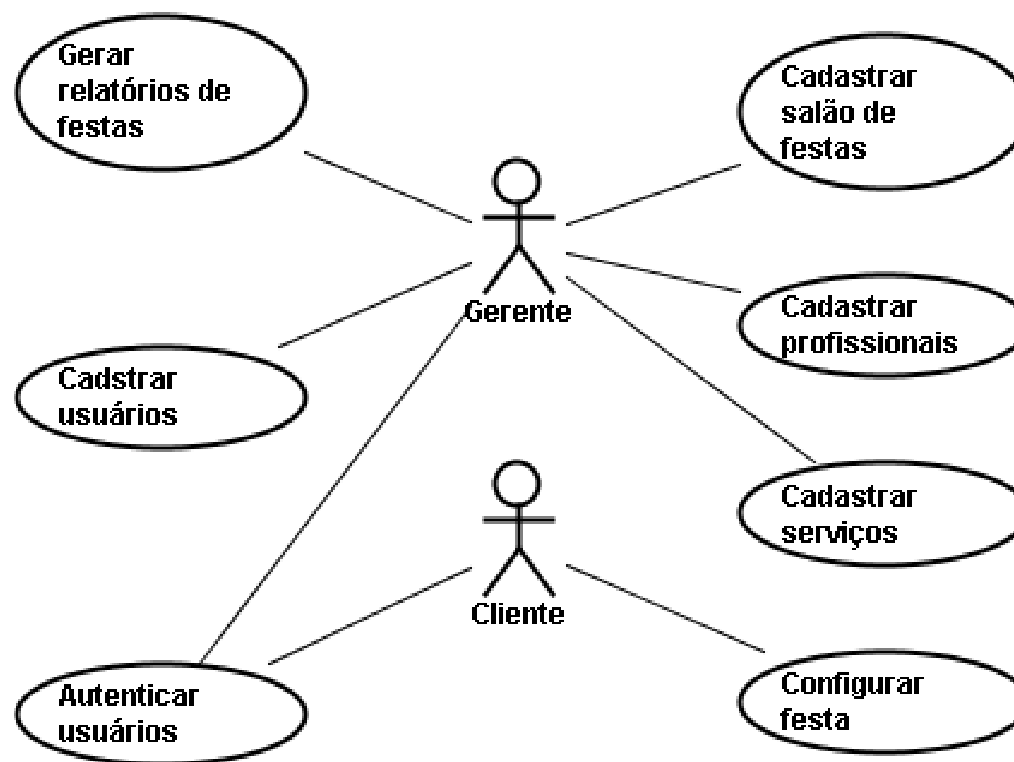 Gerar
relatórios de
festas
Cadastrar
salão de
festas
Gerente
Cadastrar
profissionais
Cadstrar
usuários
Cadastrar
serviços
Cliente
Autenticar
usuários
Configurar
festa